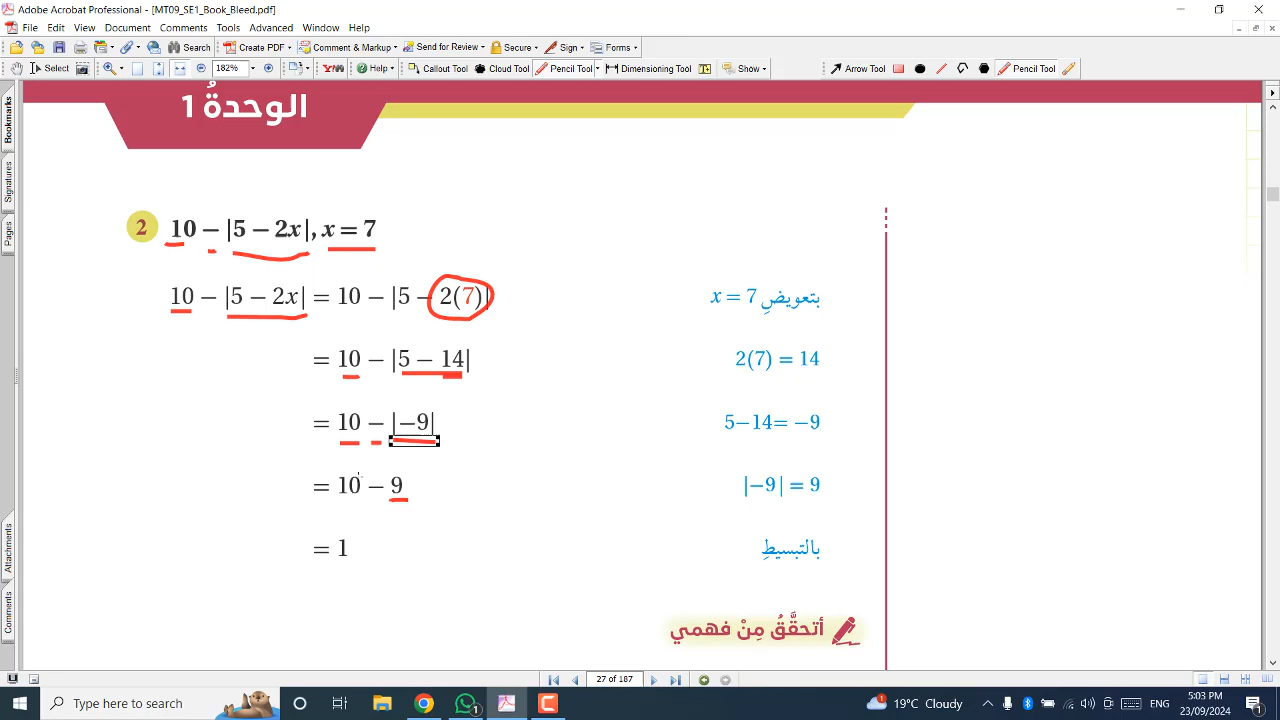 Adobe Acrobat Professional - [MT09_SE1_Book_Bleed.pdf]
File Edit View Document Comments Tools Advanced Window Help
Search Create PDF Comment & Markup Send for Review Secure Sign Forms
Select 182% Help Callout Tool Cloud Tool Pencil Tool Dimensioning Tool Show Arrow Tool Pencil Tool
Bookmarks
Signatures
Pages
Attachments
Comments
الوحدةُ 1
2 10 − |5 − 2x|, x = 7
10 − |5 − 2x| = 10 − |5 − 2(7)| بتعويضِ x = 7
= 10 − |5 − 14| 2(7) = 14
= 10 − |−9| 5−14= −9
= 10 − 9 |−9| = 9
= 1 بالتبسيطِ
أتحقَّقُ مِنْ فهمي
27 of 187
Type here to search 1 1 19°C Cloudy ENG 5:03 PM
23/09/2024